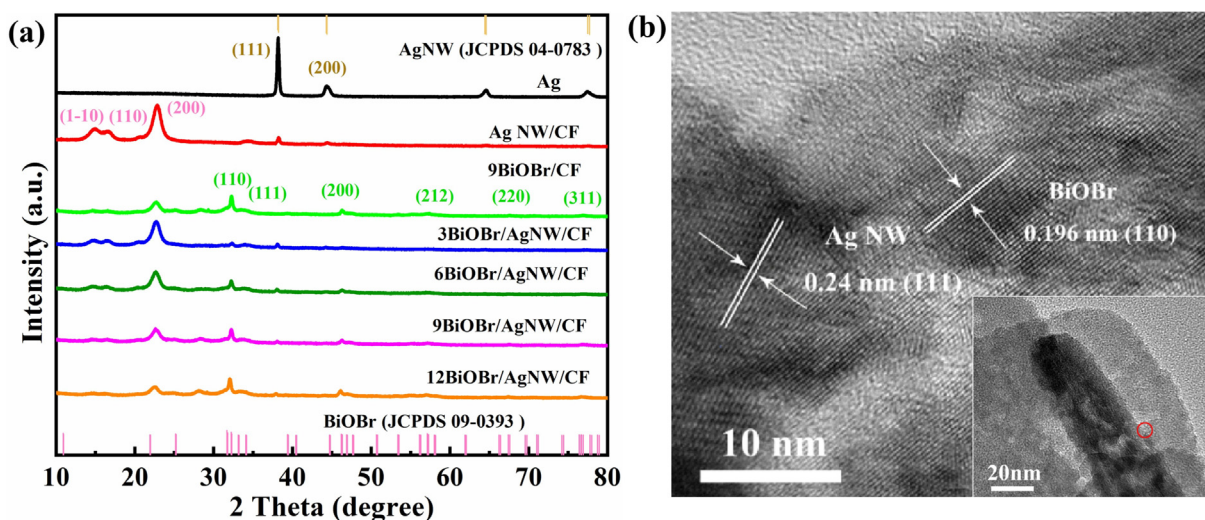 (a)
AgNW (JCPDS 04-0783 )
(111)
(200)
Ag
(1-10) (110) (200)
Ag NW/CF
9BiOBr/CF
(110) (111) (200) (212) (220) (311)
3BiOBr/AgNW/CF
6BiOBr/AgNW/CF
9BiOBr/AgNW/CF
12BiOBr/AgNW/CF
BiOBr (JCPDS 09-0393)
10 20 30 40 50 60 70 80
2 Theta (degree)
Intensity (a.u.)
(b)
BiOBr
0.196 nm (110)
Ag NW
0.24 nm (111)
10 nm
20nm